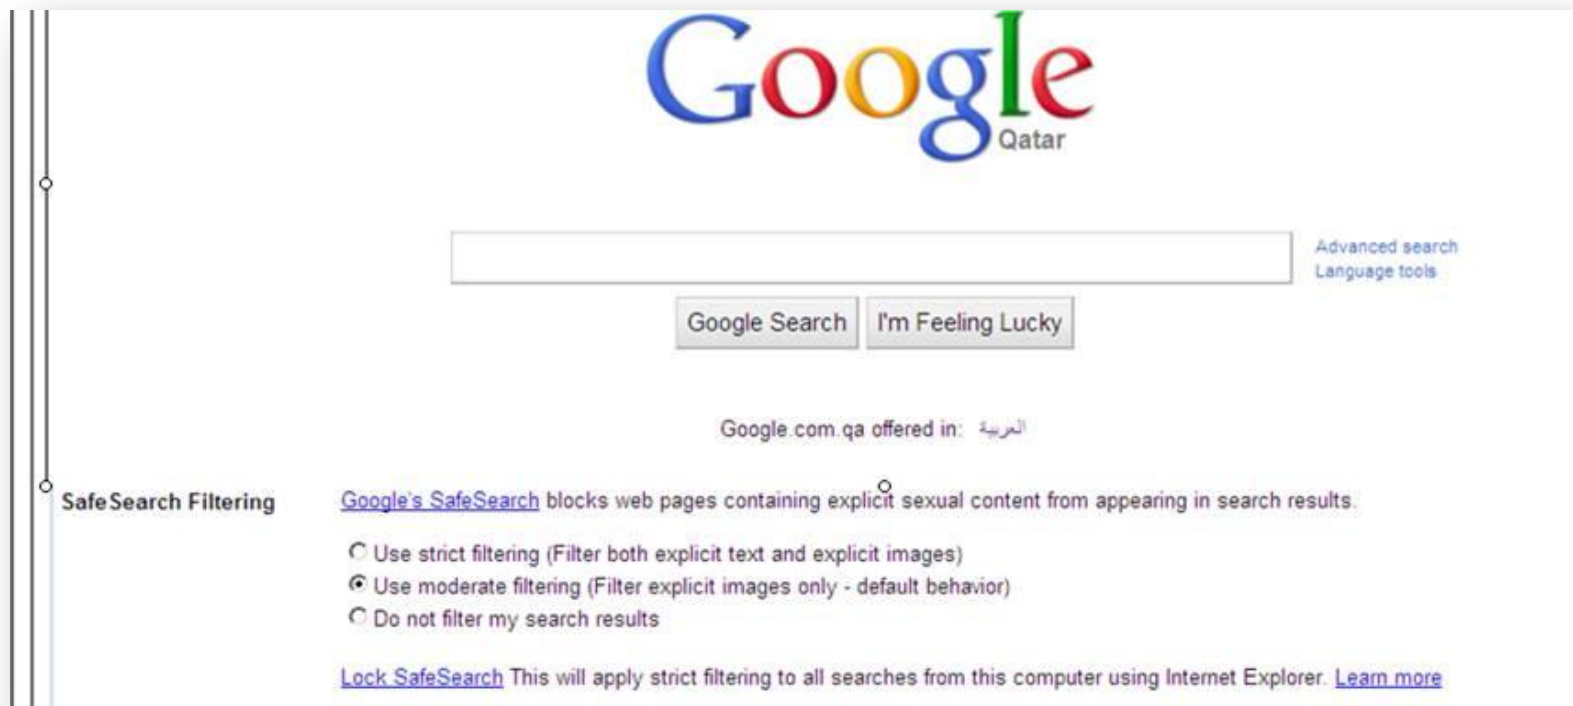 Google
Qatar
Advanced search
Language tools
Google Search
I'm Feeling Lucky
Google.com.qa offered in: العربية
SafeSearch Filtering
Google's SafeSearch blocks web pages containing explicit sexual content from appearing in search results.
Use strict filtering (Filter both explicit text and explicit images)
Use moderate filtering (Filter explicit images only - default behavior)
Do not filter my search results
Lock SafeSearch This will apply strict filtering to all searches from this computer using Internet Explorer. Learn more